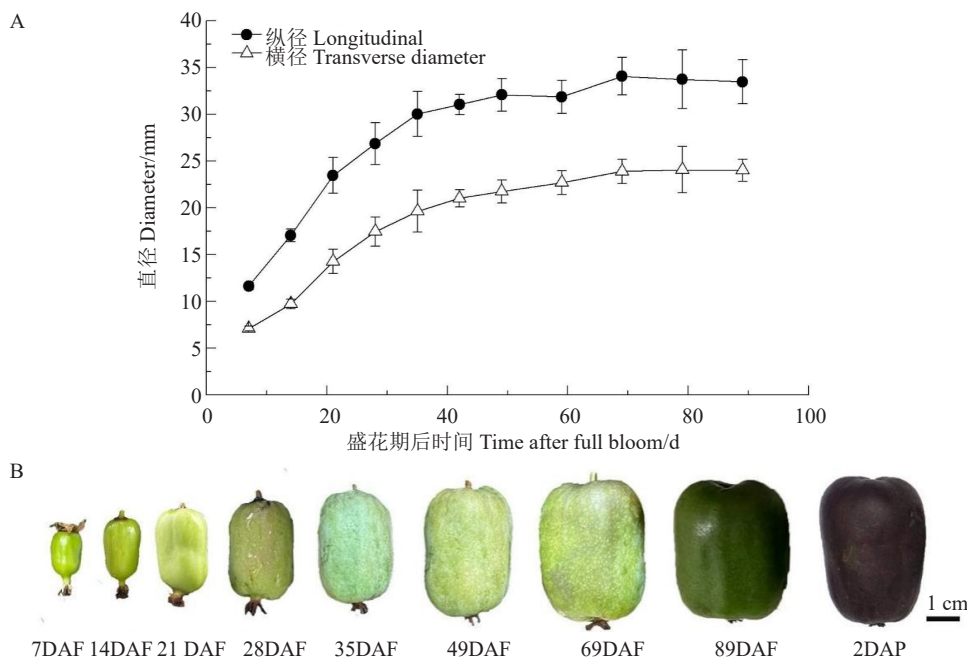 A
40
35
30
25
20
15
10
5
0
直径 Diameter/mm
纵径 Longitudinal
横径 Transverse diameter
0 20 40 60 80 100
盛花期后时间 Time after full bloom/d
B
1 cm
7DAF 14DAF 21 DAF 28DAF 35DAF 49DAF 69DAF 89DAF 2DAP